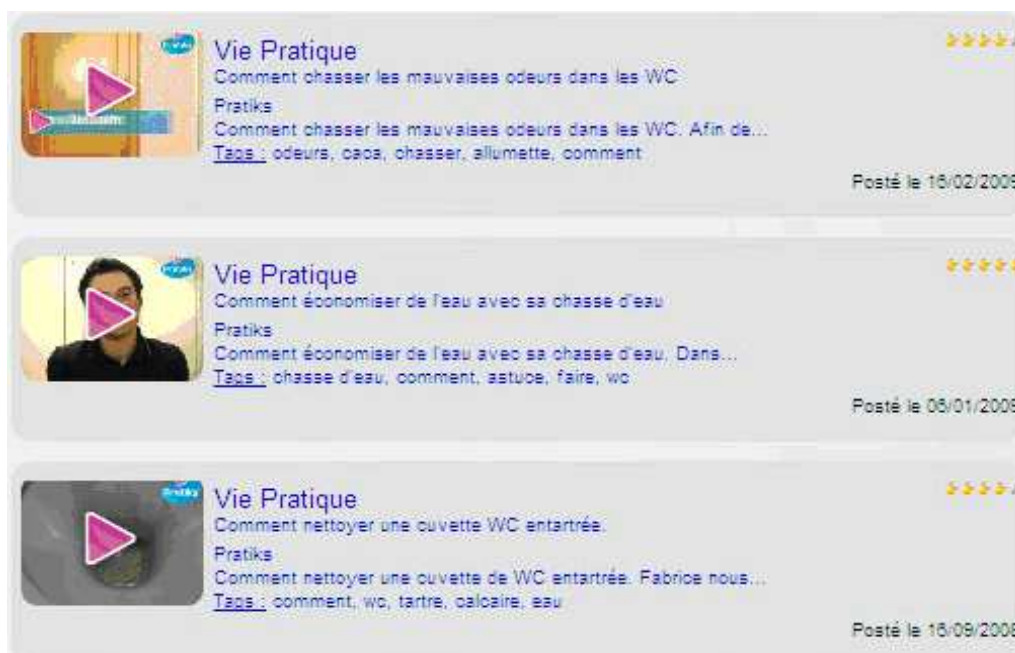 Vie Pratique
Comment chasser les mauvaises odeurs dans les WC
Pratiks
Comment chasser les mauvaises odeurs dans les WC. Afin de...
Tags : odeurs, caca, chasser, allumette, comment
Posté le 16/02/2009
Pratiks
Vie Pratique
Comment économiser de l'eau avec sa chasse d'eau
Pratiks
Comment économiser de l'eau avec sa chasse d'eau. Dans...
Tags : chasse d'eau, comment, astuce, faire, wc
Posté le 06/01/2009
Pratiks
Vie Pratique
Comment nettoyer une cuvette WC entartrée.
Pratiks
Comment nettoyer une cuvette de WC entartrée. Fabrice nous...
Tags : comment, wc, tartre, calcaire, eau
Posté le 16/09/2008